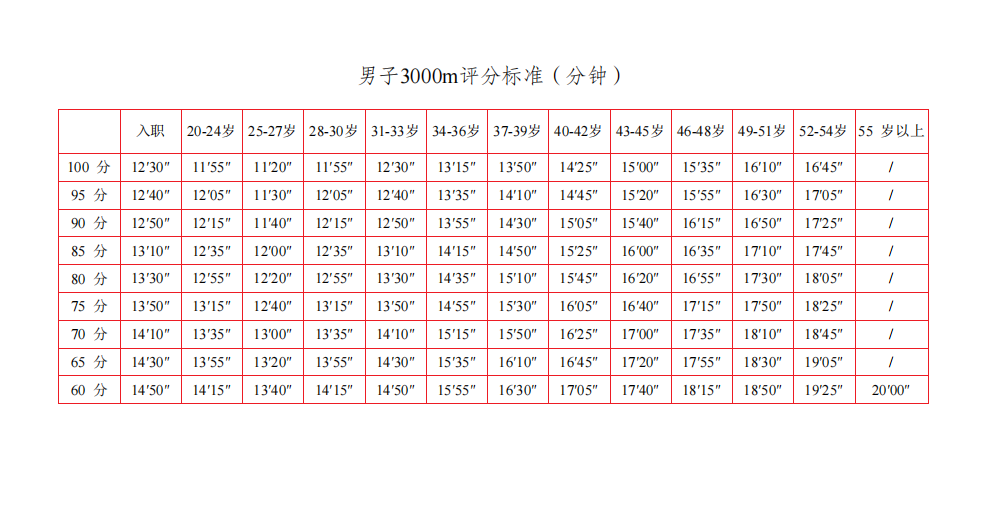 男子3000m评分标准（分钟）
入职 20-24岁 25-27岁 28-30岁 31-33岁 34-36岁 37-39岁 40-42岁 43-45岁 46-48岁 49-51岁 52-54岁 55 岁以上
100 分 12′30″ 11′55″ 11′20″ 11′55″ 12′30″ 13′15″ 13′50″ 14′25″ 15′00″ 15′35″ 16′10″ 16′45″ /
95 分 12′40″ 12′05″ 11′30″ 12′05″ 12′40″ 13′35″ 14′10″ 14′45″ 15′20″ 15′55″ 16′30″ 17′05″ /
90 分 12′50″ 12′15″ 11′40″ 12′15″ 12′50″ 13′55″ 14′30″ 15′05″ 15′40″ 16′15″ 16′50″ 17′25″ /
85 分 13′10″ 12′35″ 12′00″ 12′35″ 13′10″ 14′15″ 14′50″ 15′25″ 16′00″ 16′35″ 17′10″ 17′45″ /
80 分 13′30″ 12′55″ 12′20″ 12′55″ 13′30″ 14′35″ 15′10″ 15′45″ 16′20″ 16′55″ 17′30″ 18′05″ /
75 分 13′50″ 13′15″ 12′40″ 13′15″ 13′50″ 14′55″ 15′30″ 16′05″ 16′40″ 17′15″ 17′50″ 18′25″ /
70 分 14′10″ 13′35″ 13′00″ 13′35″ 14′10″ 15′15″ 15′50″ 16′25″ 17′00″ 17′35″ 18′10″ 18′45″ /
65 分 14′30″ 13′55″ 13′20″ 13′55″ 14′30″ 15′35″ 16′10″ 16′45″ 17′20″ 17′55″ 18′30″ 19′05″ /
60 分 14′50″ 14′15″ 13′40″ 14′15″ 14′50″ 15′55″ 16′30″ 17′05″ 17′40″ 18′15″ 18′50″ 19′25″ 20′00″